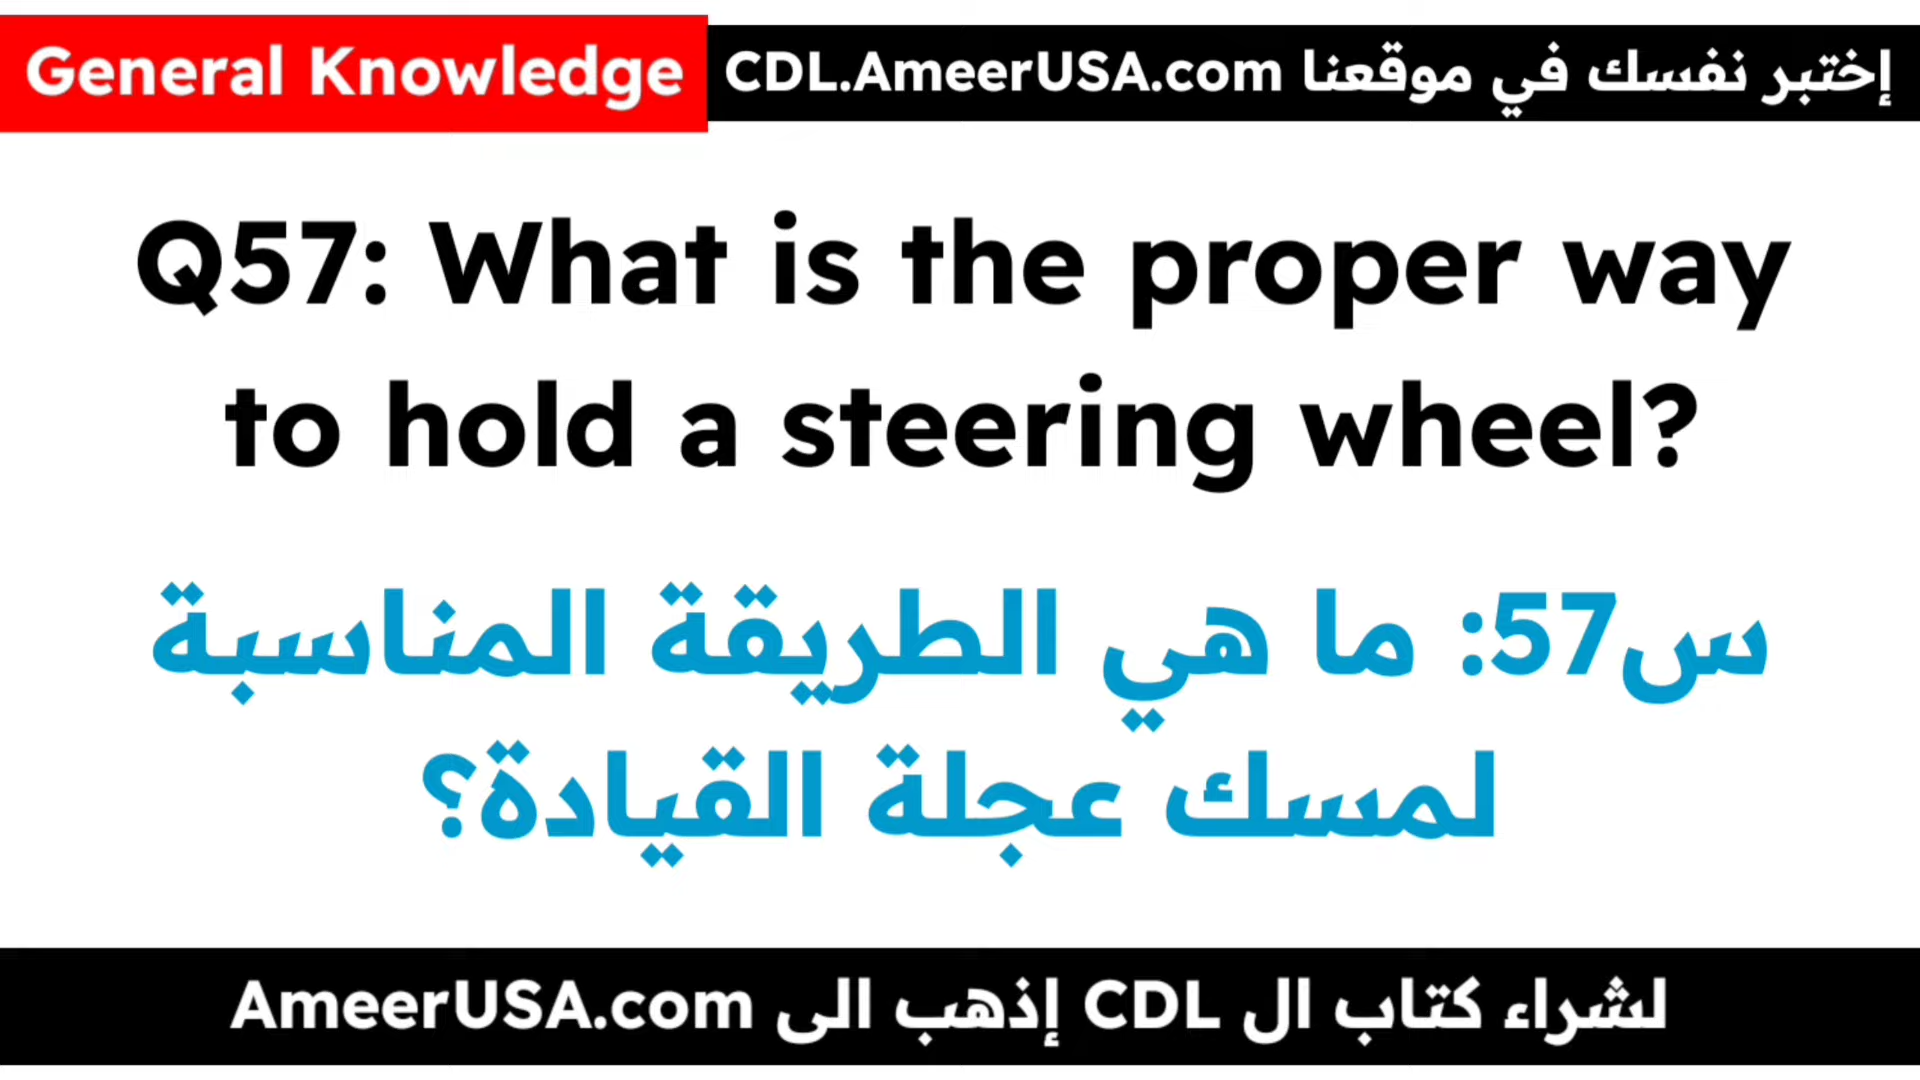 General Knowledge
CDL.AmeerUSA.com إختبر نفسك في موقعنا
Q57: What is the proper way
to hold a steering wheel?
س57: ما هي الطريقة المناسبة
لمسك عجلة القيادة؟
لشراء كتاب ال CDL إذهب الى AmeerUSA.com